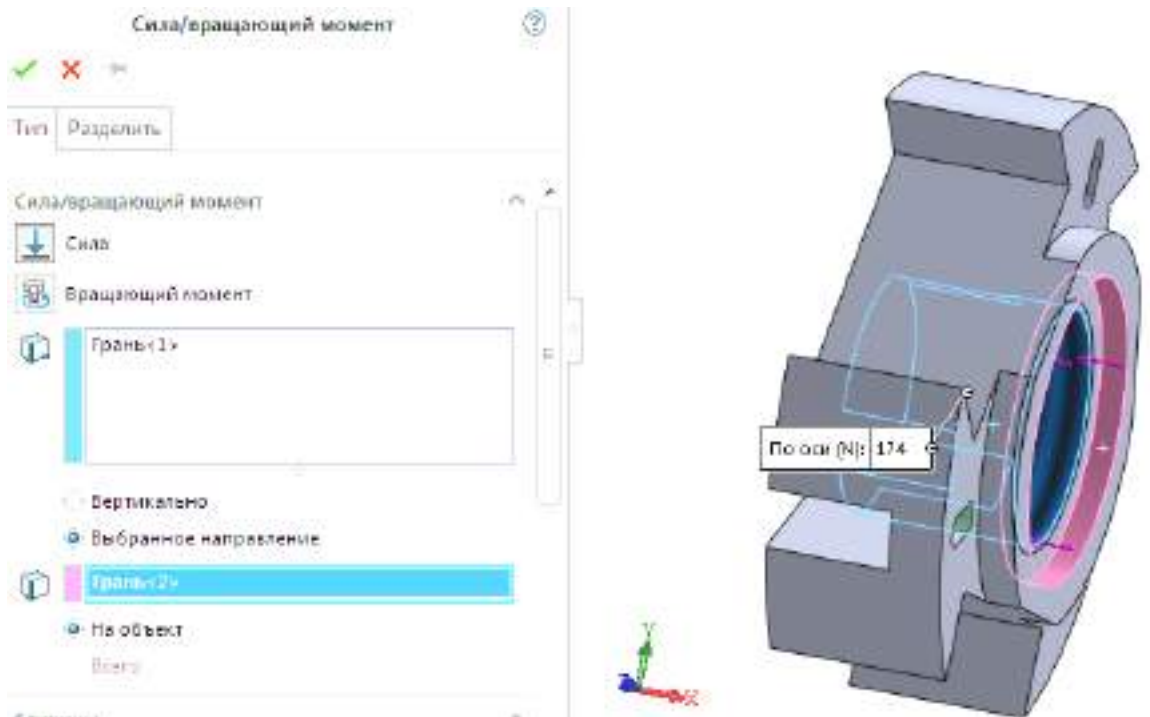 Сила/вращающий момент
Тип Разделить
Сила/вращающий момент
Сила
Вращающий момент
Грань<1>
Вертикально
Выбранное направление
Грань<2>
На объект
Всего
По оси (N): 174
Y
X